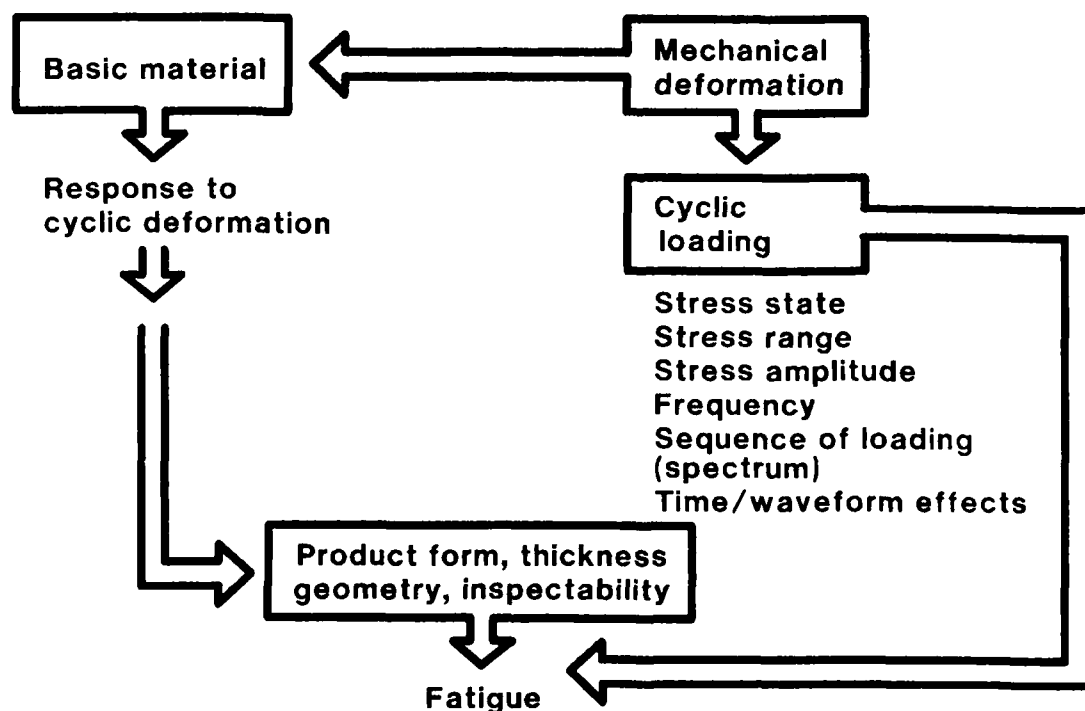 Basic material
Mechanical
deformation
Response to
cyclic deformation
Cyclic
loading
Stress state
Stress range
Stress amplitude
Frequency
Sequence of loading
(spectrum)
Time/waveform effects
Product form, thickness
geometry, inspectability
Fatigue